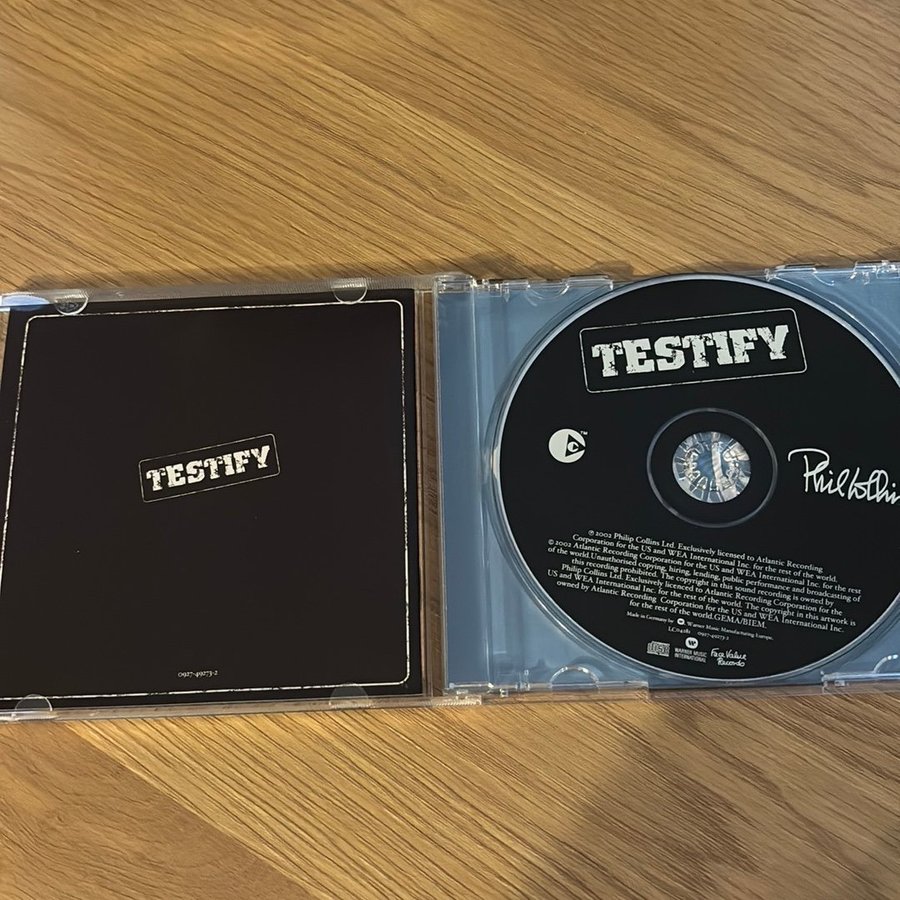 TESTIFY
0927-49273-2
TESTIFY
™
Phil Collins
℗ 2002 Philip Collins Ltd. Exclusively licensed to Atlantic Recording
Corporation for the US and WEA International Inc. for the rest of the world.
© 2002 Atlantic Recording Corporation for the US and WEA International Inc. for the rest
of the world. Unauthorised copying, hiring, lending, public performance and broadcasting of
this recording prohibited. The copyright in this sound recording is owned by
Philip Collins Ltd. Exclusively licenced to Atlantic Recording Corporation for the
US and WEA International Inc. for the rest of the world. The copyright in this artwork is
owned by Atlantic Recording Corporation for the US and WEA International Inc.
for the rest of the world. GEMA/BIEM.
Made in Germany by Warner Music Manufacturing Europe.
LC04281 0927-49273-2
WARNER MUSIC
INTERNATIONAL
Face Value
Records